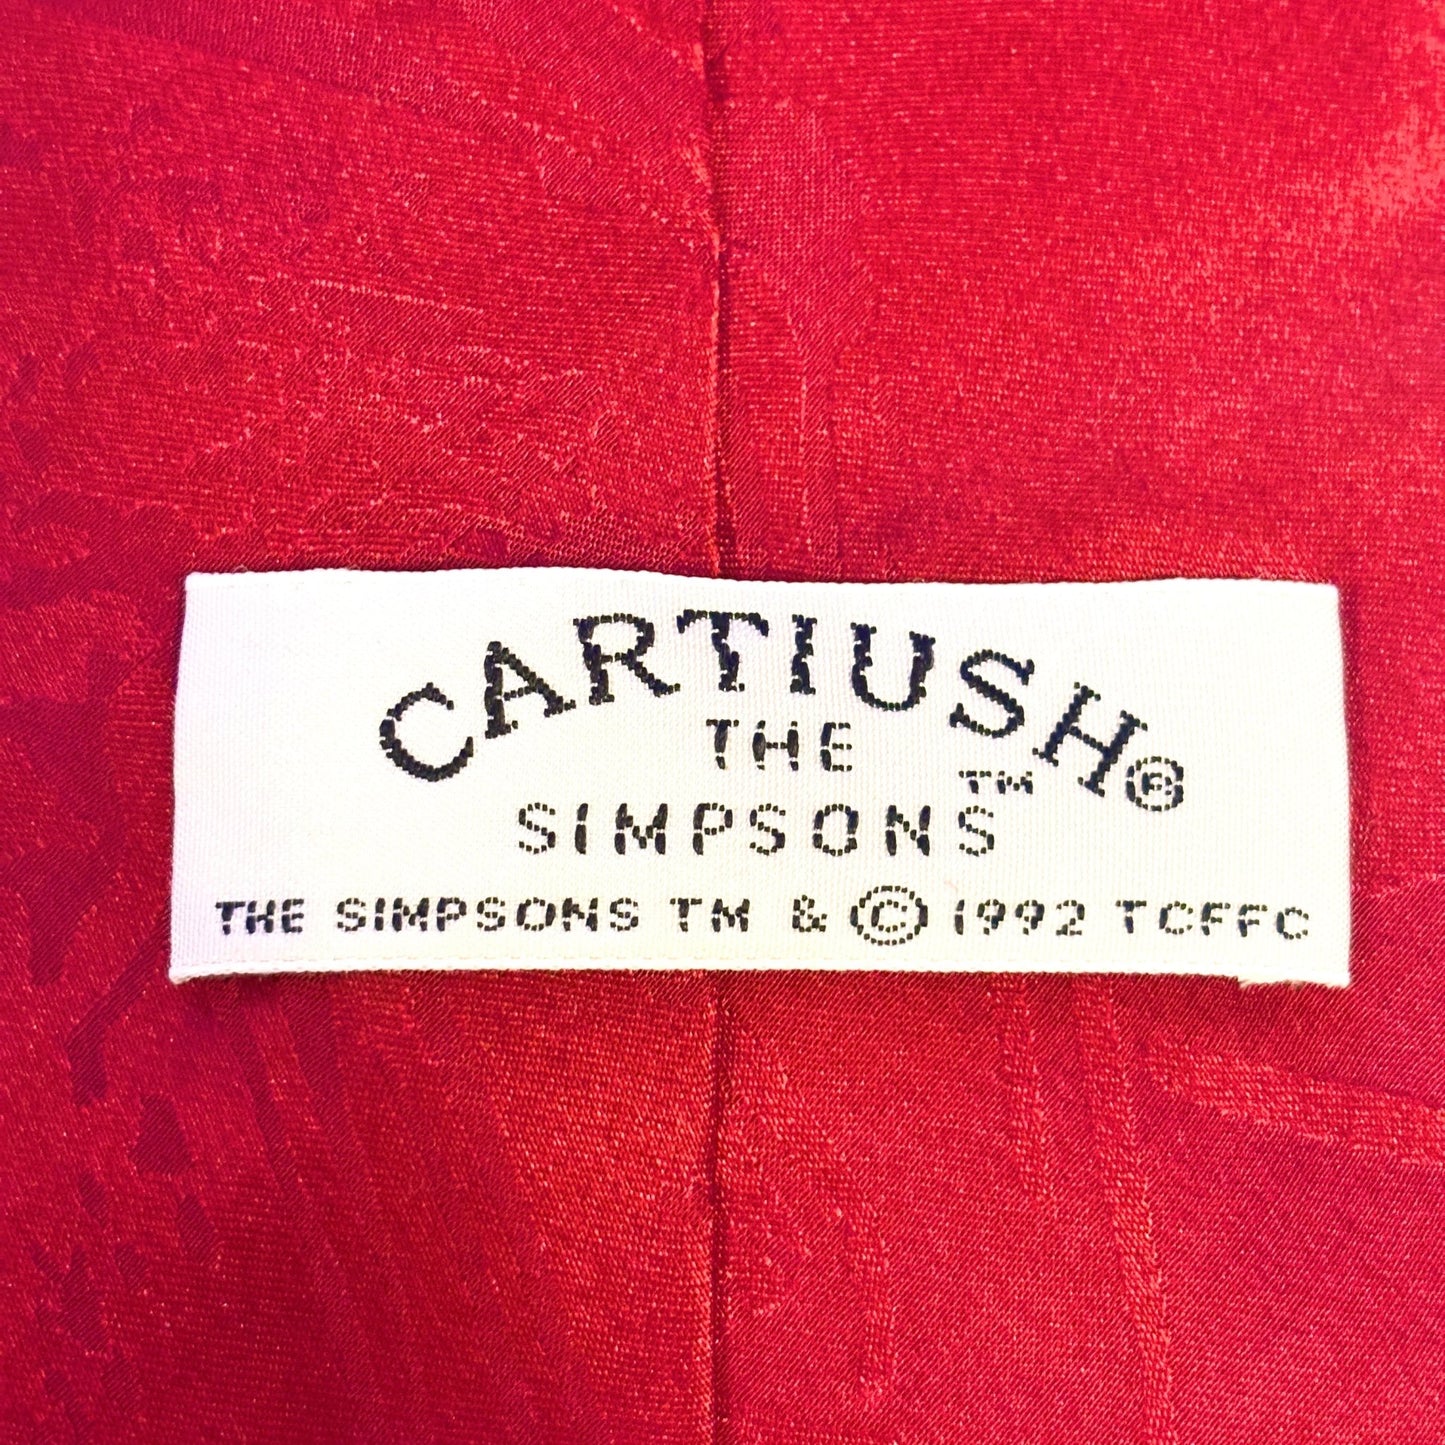 CARTIUSH®
THE
SIMPSONS™
THE SIMPSONS TM & © 1992 TCFFC